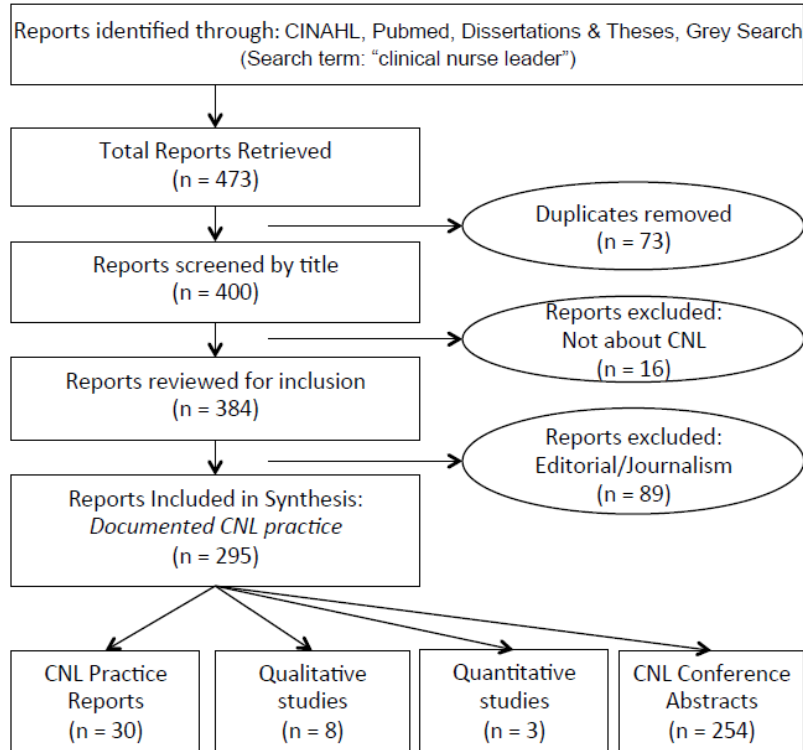 Reports identified through: CINAHL, Pubmed, Dissertations & Theses, Grey Search
(Search term: “clinical nurse leader”)
Total Reports Retrieved
(n = 473)
Duplicates removed
(n = 73)
Reports screened by title
(n = 400)
Reports excluded:
Not about CNL
(n = 16)
Reports reviewed for inclusion
(n = 384)
Reports excluded:
Editorial/Journalism
(n = 89)
Reports Included in Synthesis:
Documented CNL practice
(n = 295)
CNL Practice
Reports
(n = 30)
Qualitative
studies
(n = 8)
Quantitative
studies
(n = 3)
CNL Conference
Abstracts
(n = 254)